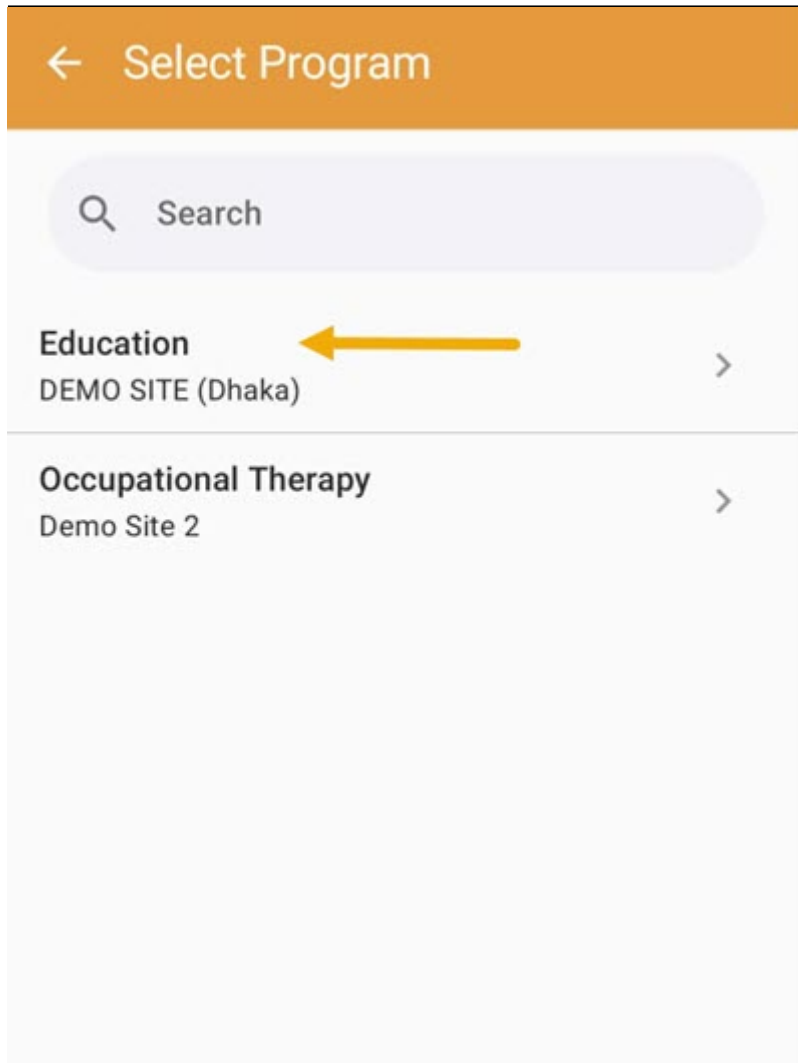 Select Program
Search
Education
DEMO SITE (Dhaka)
Occupational Therapy
Demo Site 2